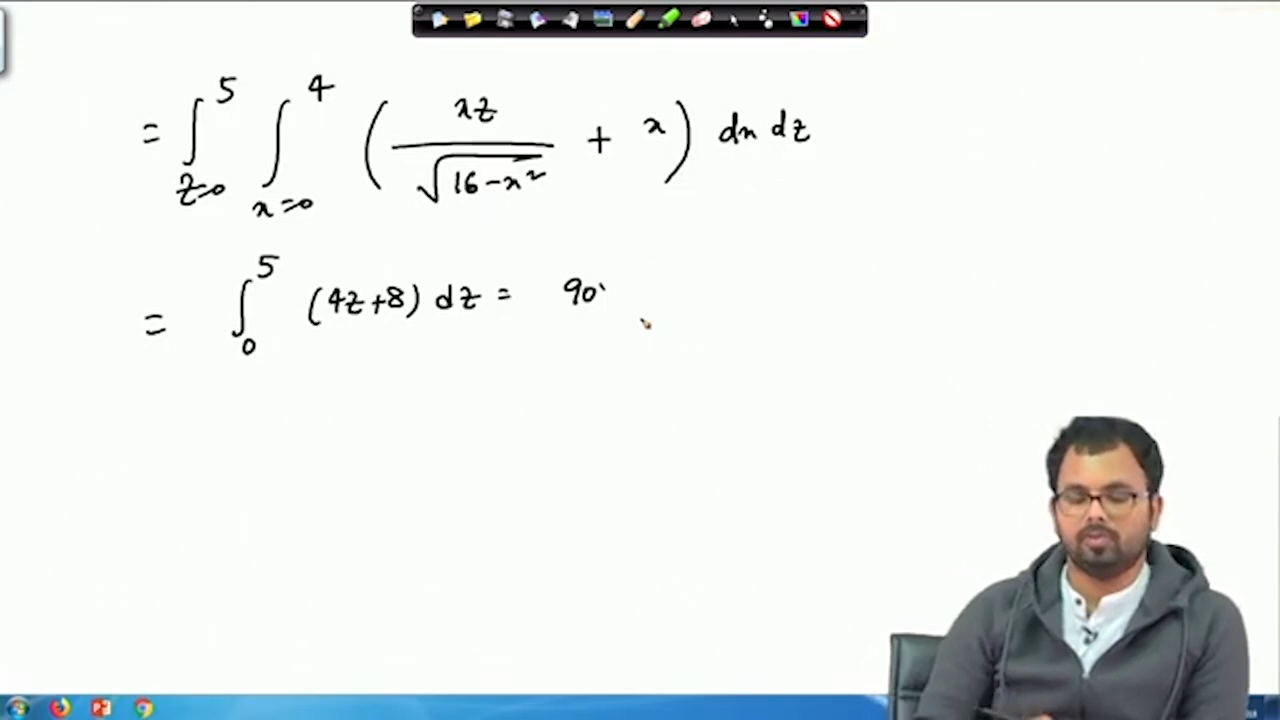 = ∫_{z=0}^{5} ∫_{x=0}^{4} ( xz / √(16-x²) + x ) dx dz
= ∫_{0}^{5} (4z+8) dz = 90.